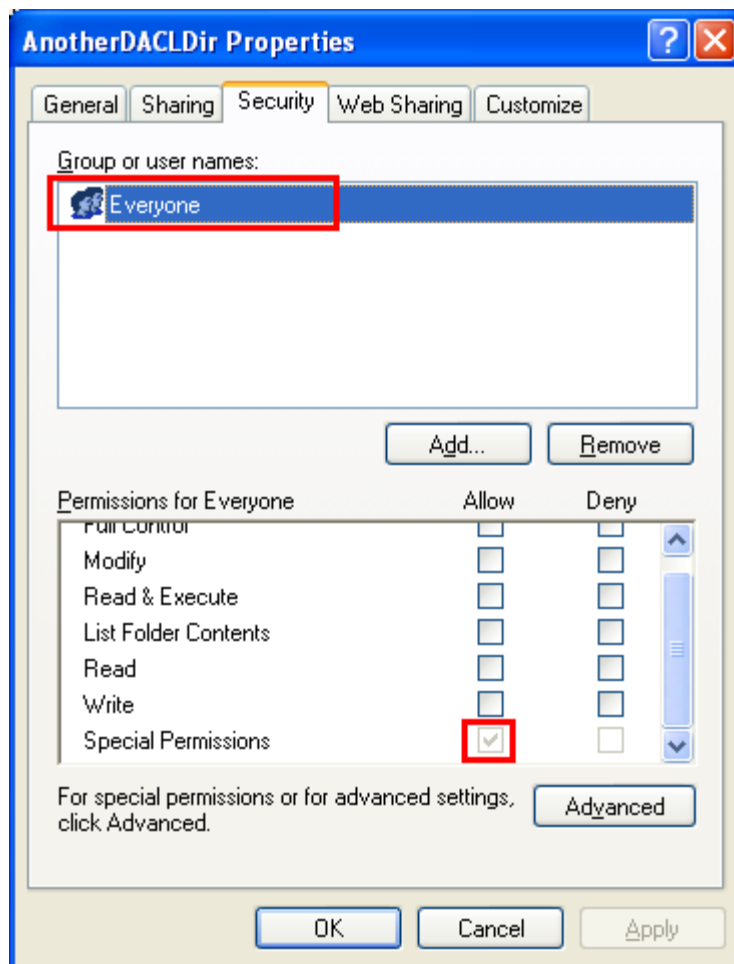 AnotherDACLDir Properties
General Sharing Security Web Sharing Customize
Group or user names:
Everyone
Add... Remove
Permissions for Everyone Allow Deny
Full Control
Modify
Read & Execute
List Folder Contents
Read
Write
Special Permissions
For special permissions or for advanced settings,
click Advanced.
Advanced
OK Cancel Apply